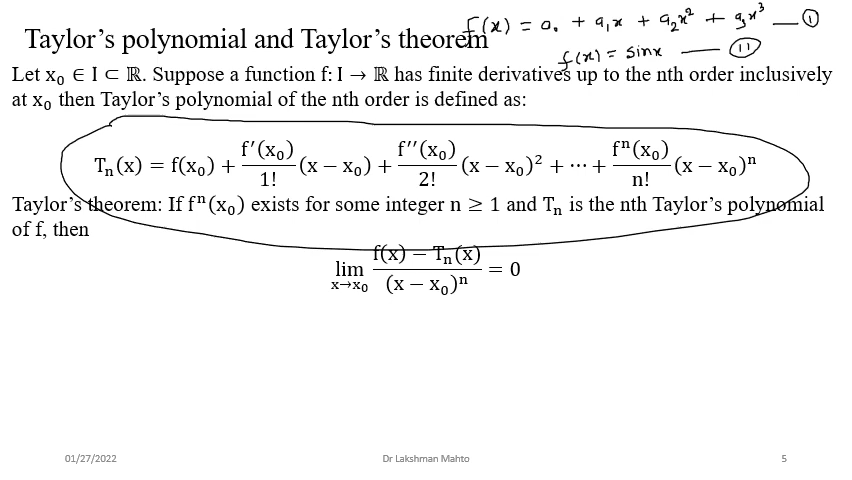 f(x) = a₀ + a₁x + a₂x² + a₃x³ — (1)
Taylor's polynomial and Taylor's theorem
f(x) = sinx — (11)
Let x₀ ∈ I ⊂ ℝ. Suppose a function f: I → ℝ has finite derivatives up to the nth order inclusively
at x₀ then Taylor's polynomial of the nth order is defined as:
Tₙ(x) = f(x₀) + f′(x₀)/1! (x − x₀) + f′′(x₀)/2! (x − x₀)² + ⋯ + fⁿ(x₀)/n! (x − x₀)ⁿ
Taylor's theorem: If fⁿ(x₀) exists for some integer n ≥ 1 and Tₙ is the nth Taylor's polynomial
of f, then
lim x→x₀ f(x) − Tₙ(x)/(x − x₀)ⁿ = 0
01/27/2022 Dr Lakshman Mahto 5